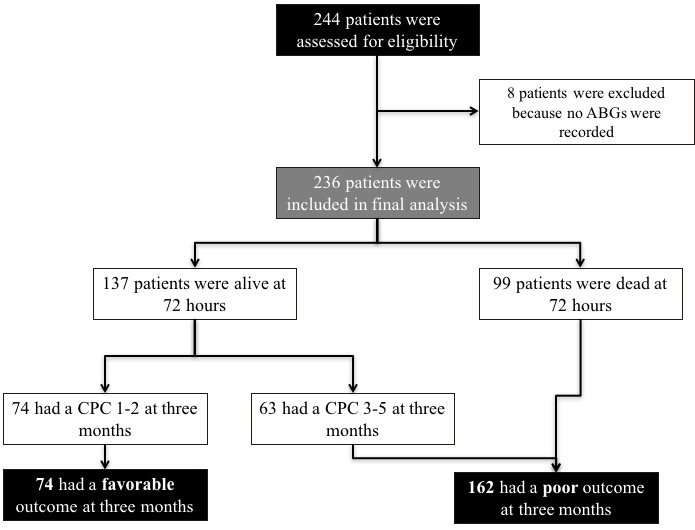 244 patients were
assessed for eligibility
8 patients were excluded
because no ABGs were
recorded
236 patients were
included in final analysis
137 patients were alive at
72 hours
99 patients were dead at
72 hours
74 had a CPC 1-2 at three
months
63 had a CPC 3-5 at three
months
74 had a favorable
outcome at three months
162 had a poor outcome
at three months